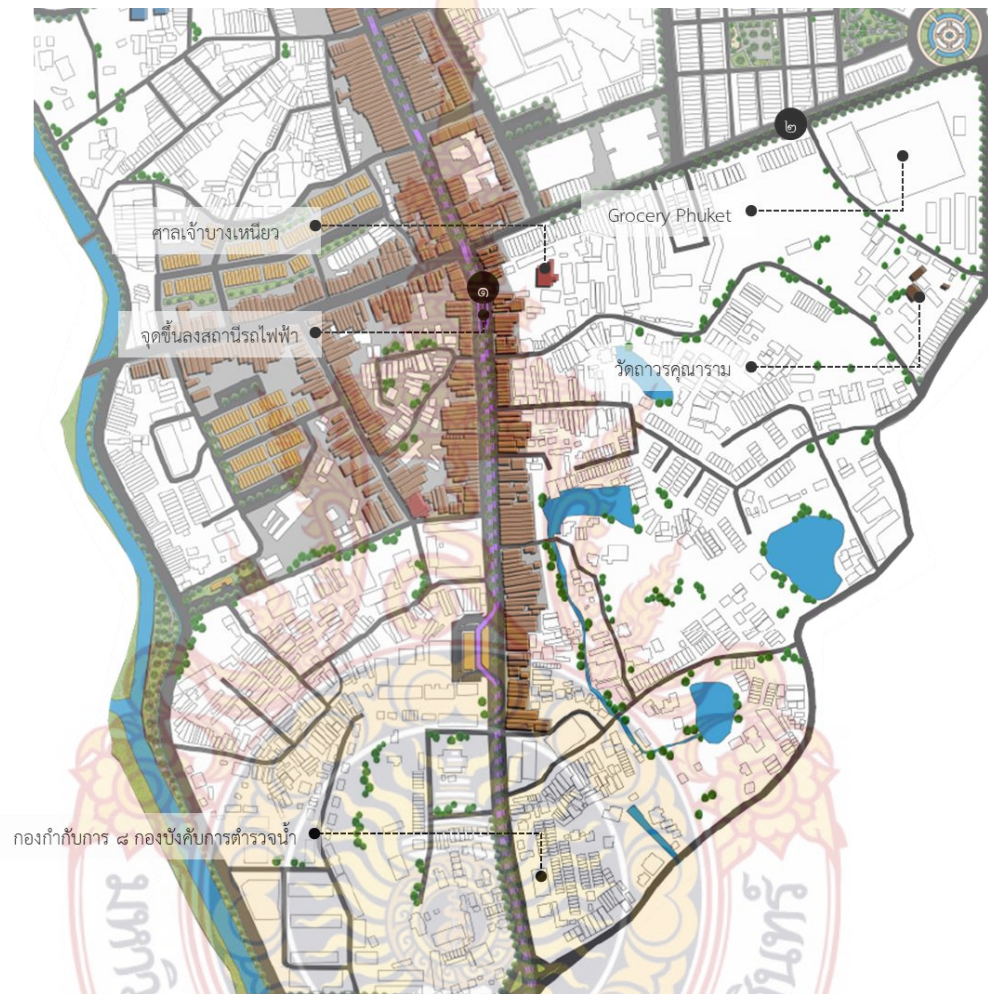 ๒
Grocery Phuket
ศาลเจ้าบางเหนียว
๑
จุดขึ้นลงสถานีรถไฟฟ้า
วัดถาวรคุณาราม
กองกำกับการ ๘ กองบังคับการตำรวจน้ำ